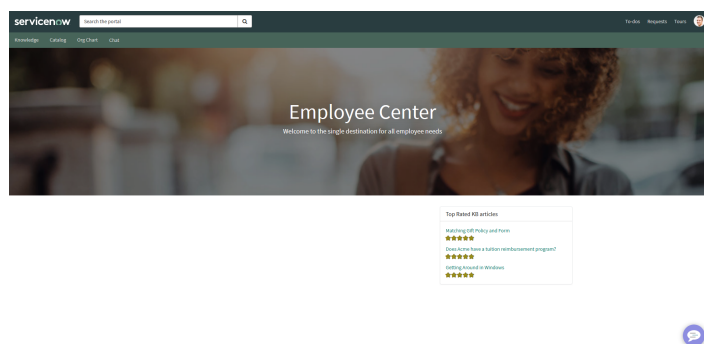 servicenow
Search the portal
To-dos Requests Tours
Knowledge Catalog Org Chart Chat
Employee Center
Welcome to the single destination for all employee needs
Top Rated KB articles
Matching Gift Policy and Form
Does Acme have a tuition reimbursement program?
Getting Around in Windows